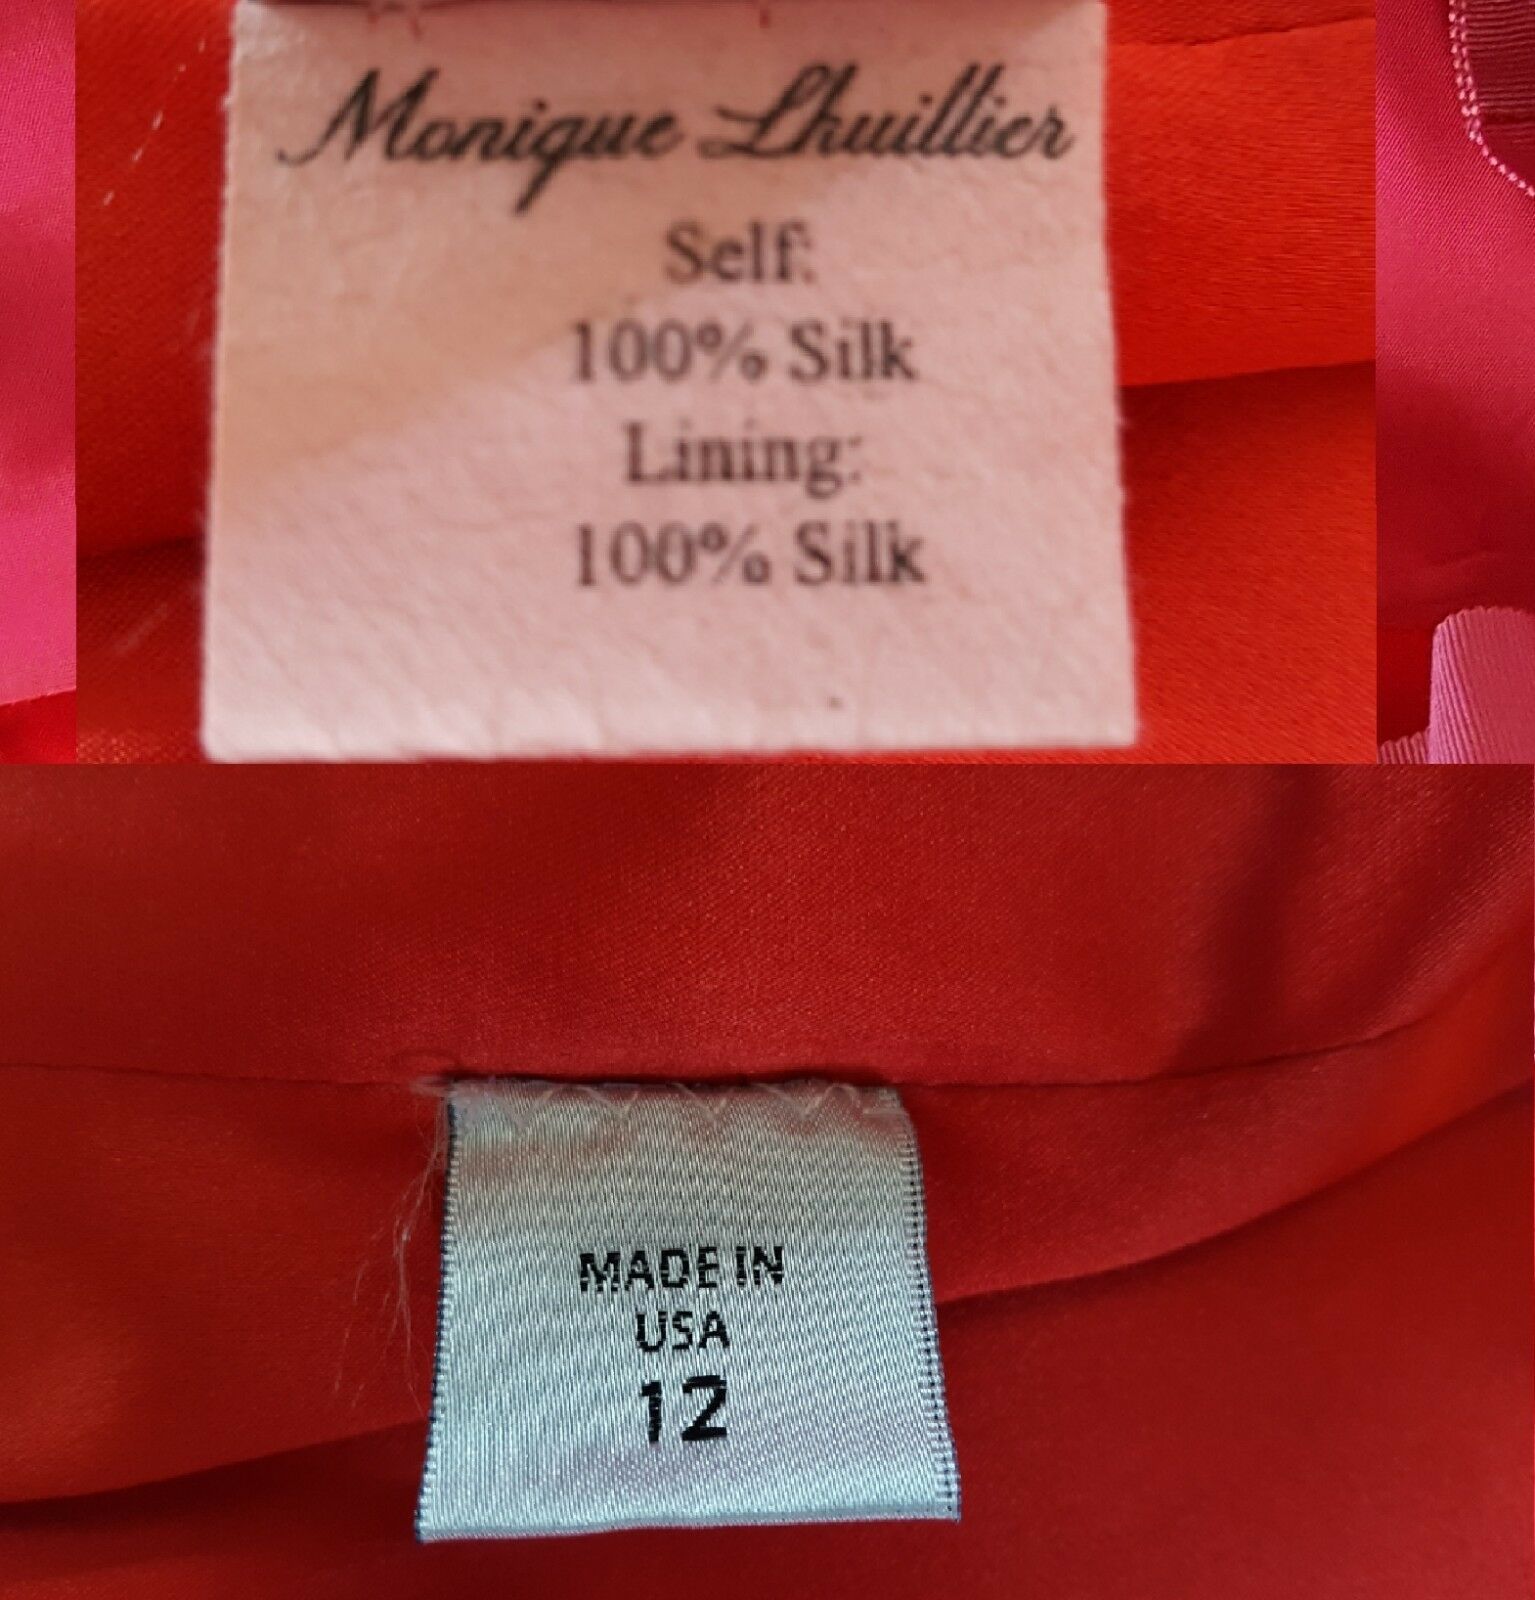 Monique Lhuillier
Self:
100% Silk
Lining:
100% Silk
MADE IN
USA
12